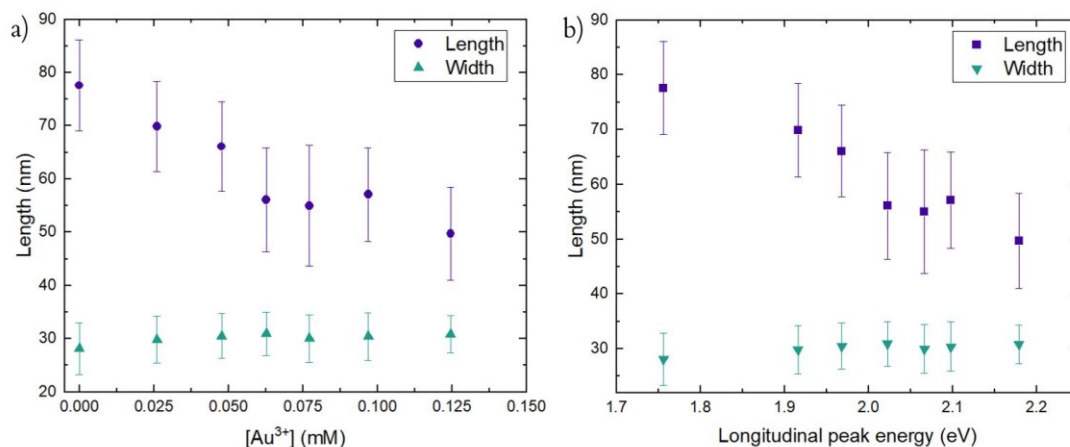 a)
90
80
70
60
50
40
30
20
Length (nm)
Length
Width
0.000 0.025 0.050 0.075 0.100 0.125 0.150
[Au³⁺] (mM)
b)
90
80
70
60
50
40
30
Length (nm)
Length
Width
1.7 1.8 1.9 2.0 2.1 2.2
Longitudinal peak energy (eV)